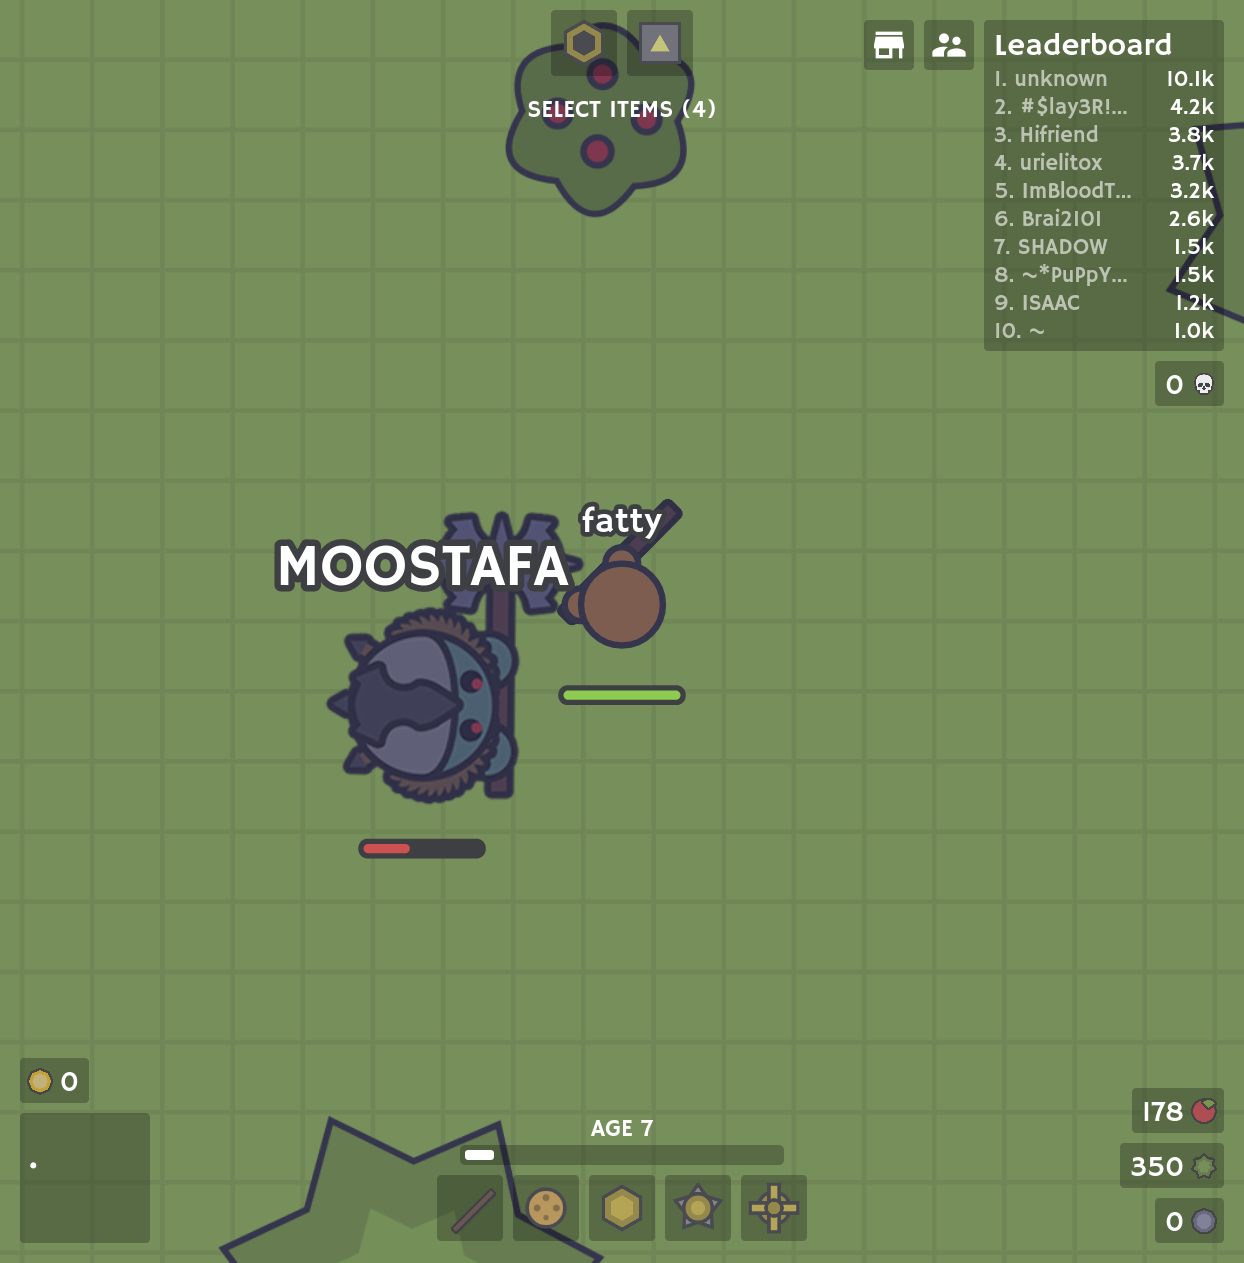 SELECT ITEMS (4)
Leaderboard
1. unknown 10.1k
2. #$lay3R!... 4.2k
3. Hifriend 3.8k
4. urielitox 3.7k
5. ImBloodT... 3.2k
6. Brai2101 2.6k
7. SHADOW 1.5k
8. ~*PuPpY... 1.5k
9. ISAAC 1.2k
10. ~ 1.0k
0
fatty
MOOSTAFA
0
AGE 7
178
350
0